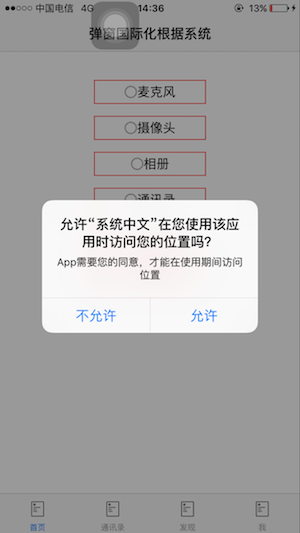 中国电信 4G 14:36 13%
弹窗国际化根据系统
麦克风
摄像头
相册
通讯录
允许“系统中文”在您使用该应
用时访问您的位置吗？
App需要您的同意，才能在使用期间访问
位置
不允许 允许
首页 通讯录 发现 我